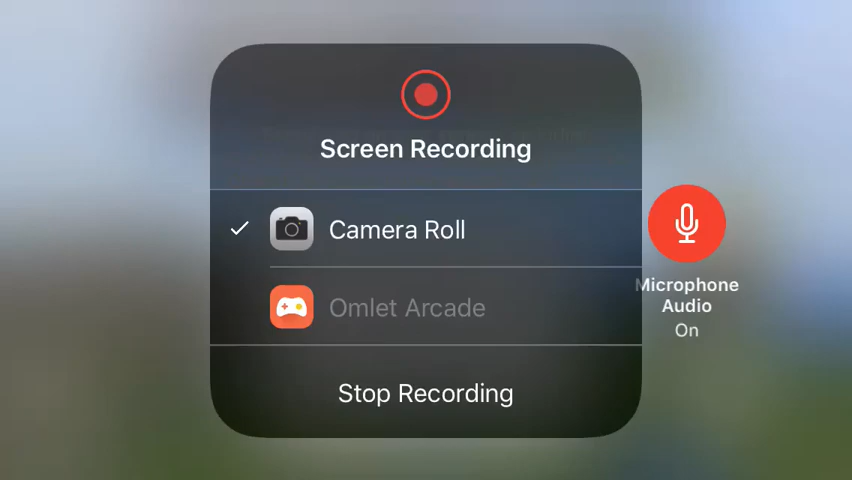 Screen Recording
Camera Roll
Omlet Arcade
Stop Recording
Microphone
Audio
On